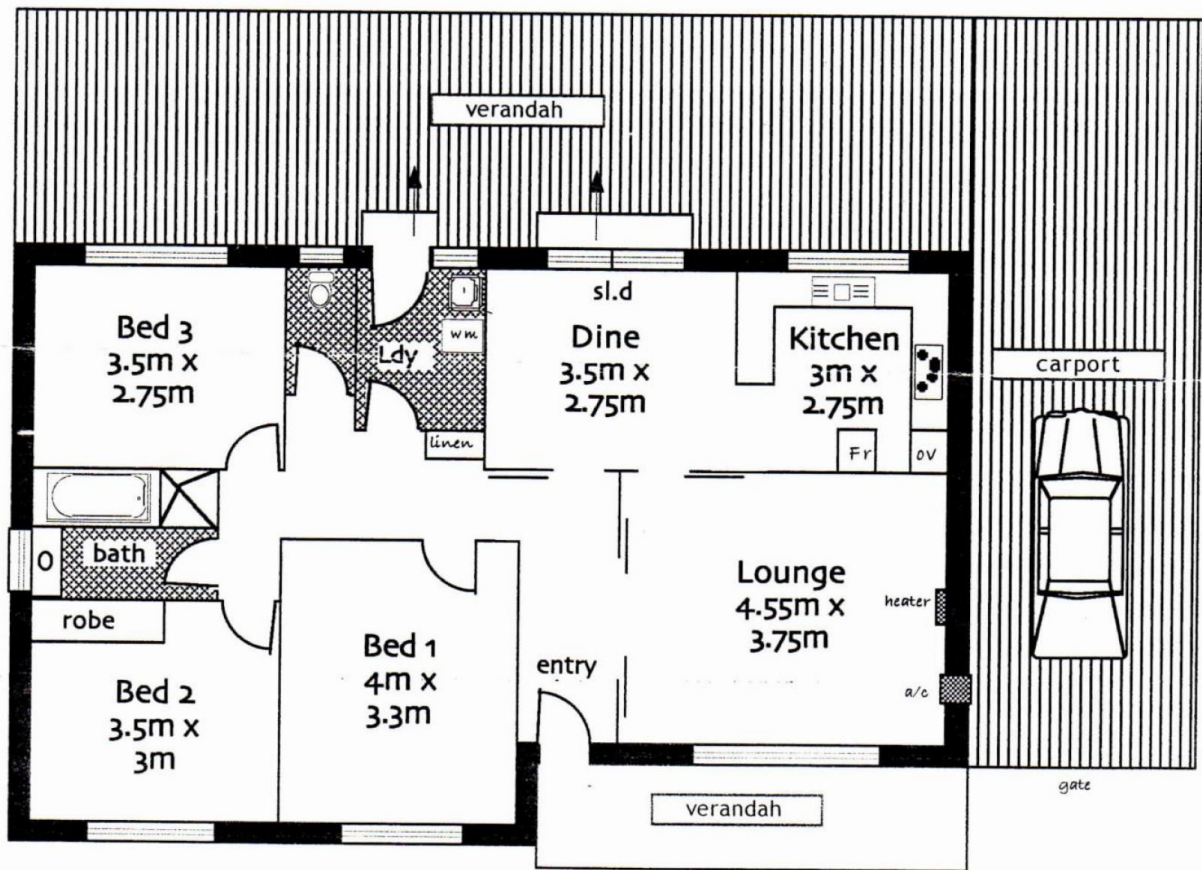 verandah
sl.d
Bed 3
3.5m x
2.75m
wm
Ldy
Dine
3.5m x
2.75m
Kitchen
3m x
2.75m
carport
linen
Fr
ov
bath
robe
Lounge
4.55m x
3.75m
heater
Bed 1
4m x
3.3m
entry
Bed 2
3.5m x
3m
a/c
gate
verandah